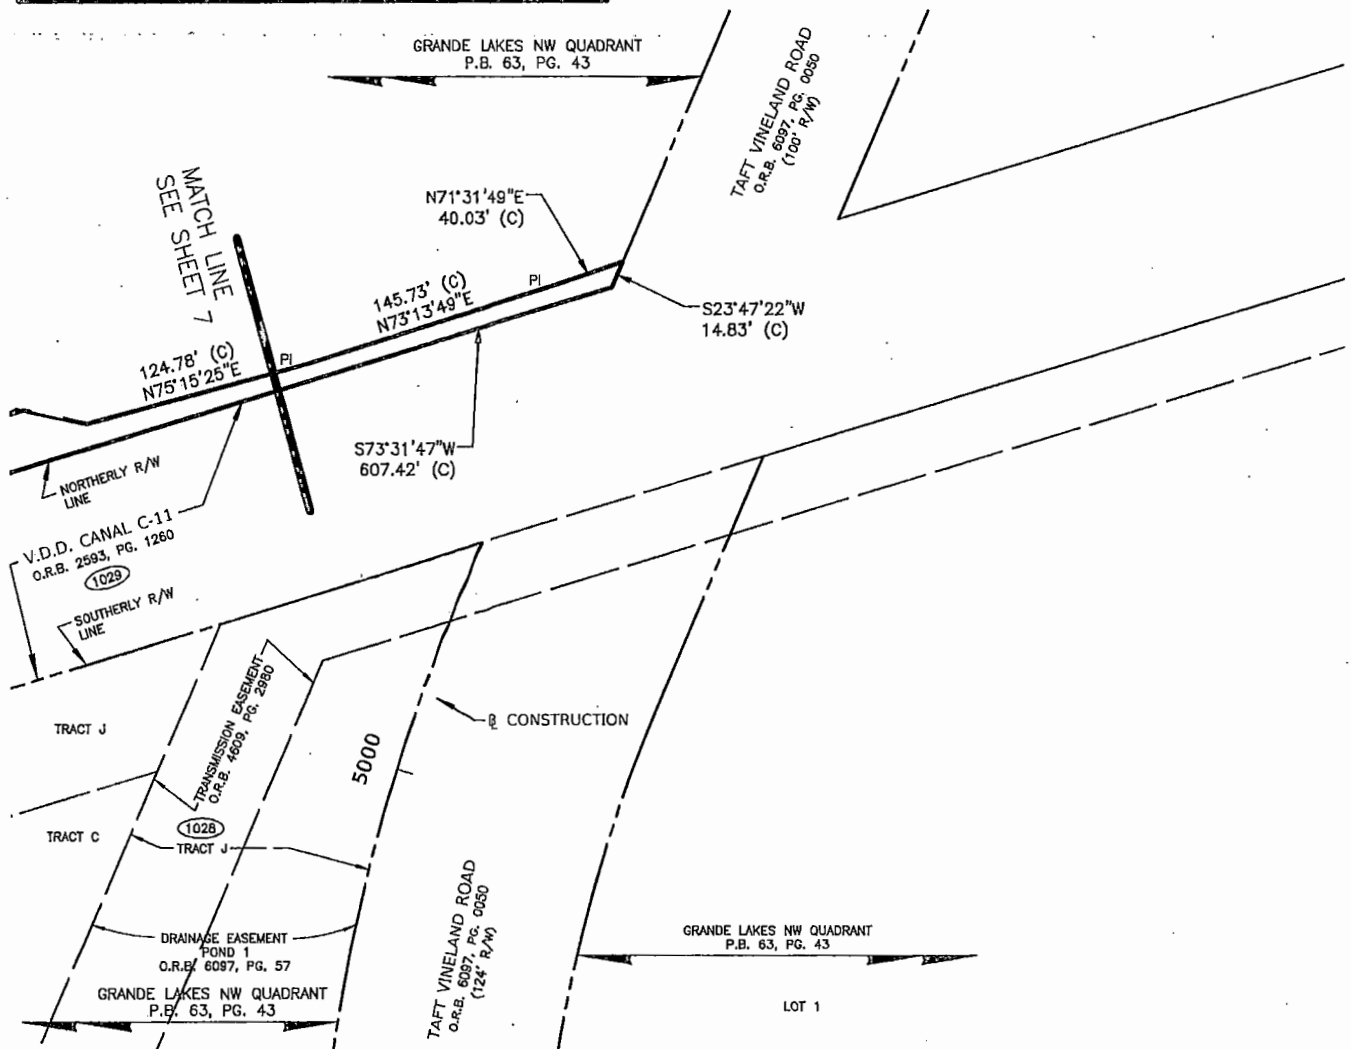 GRANDE LAKES NW QUADRANT
P.B. 63, PG. 43
TAFT VINELAND ROAD
O.R.B. 6097, PG. 0050
(100' R/W)
MATCH LINE
SEE SHEET 7
N71°31'49"E
40.03' (C)
PI
145.73' (C)
N73°13'49"E
S23°47'22"W
14.83' (C)
124.78' (C)
N75°15'25"E
PI
S73°31'47"W
607.42' (C)
NORTHERLY R/W
LINE
V.D.D. CANAL C-11
O.R.B. 2593, PG. 1260
1029
SOUTHERLY R/W
LINE
TRACT J
TRANSMISSION EASEMENT
O.R.B. 4609, PG. 2980
℄ CONSTRUCTION
5000
TRACT C
1028
TRACT J
TAFT VINELAND ROAD
O.R.B. 6097, PG. 0050
(124' R/W)
DRAINAGE EASEMENT
POND 1
O.R.B. 6097, PG. 57
GRANDE LAKES NW QUADRANT
P.B. 63, PG. 43
GRANDE LAKES NW QUADRANT
P.B. 63, PG. 43
LOT 1